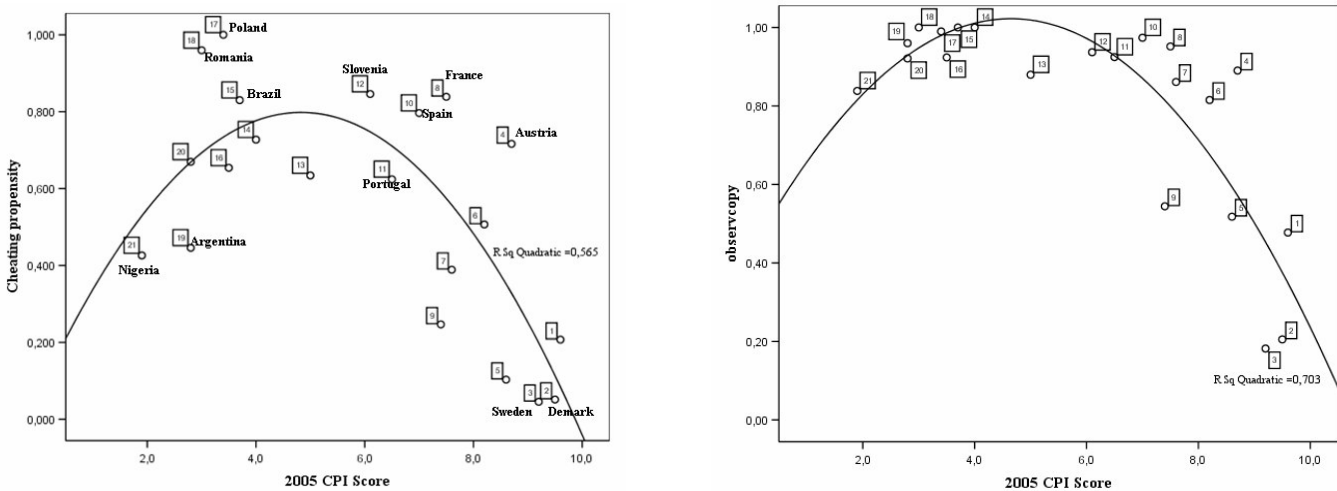 17
Poland
18
Romania
15
Brazil
Slovenia
12
France
8
10
Spain
4
Austria
14
20
16
13
11
Portugal
6
R Sq Quadratic =0,565
19
Argentina
21
Nigeria
7
9
1
5
3
2
Sweden
Demark
1,000
0,800
0,600
0,400
0,200
0,000
Cheating propensity
2,0 4,0 6,0 8,0 10,0
2005 CPI Score
18
14
19
17
15
12
11
10
8
21
20
16
13
7
6
4
9
5
1
2
3
R Sq Quadratic =0,703
1,00
0,80
0,60
0,40
0,20
0,00
observcopy
2,0 4,0 6,0 8,0 10,0
2005 CPI Score